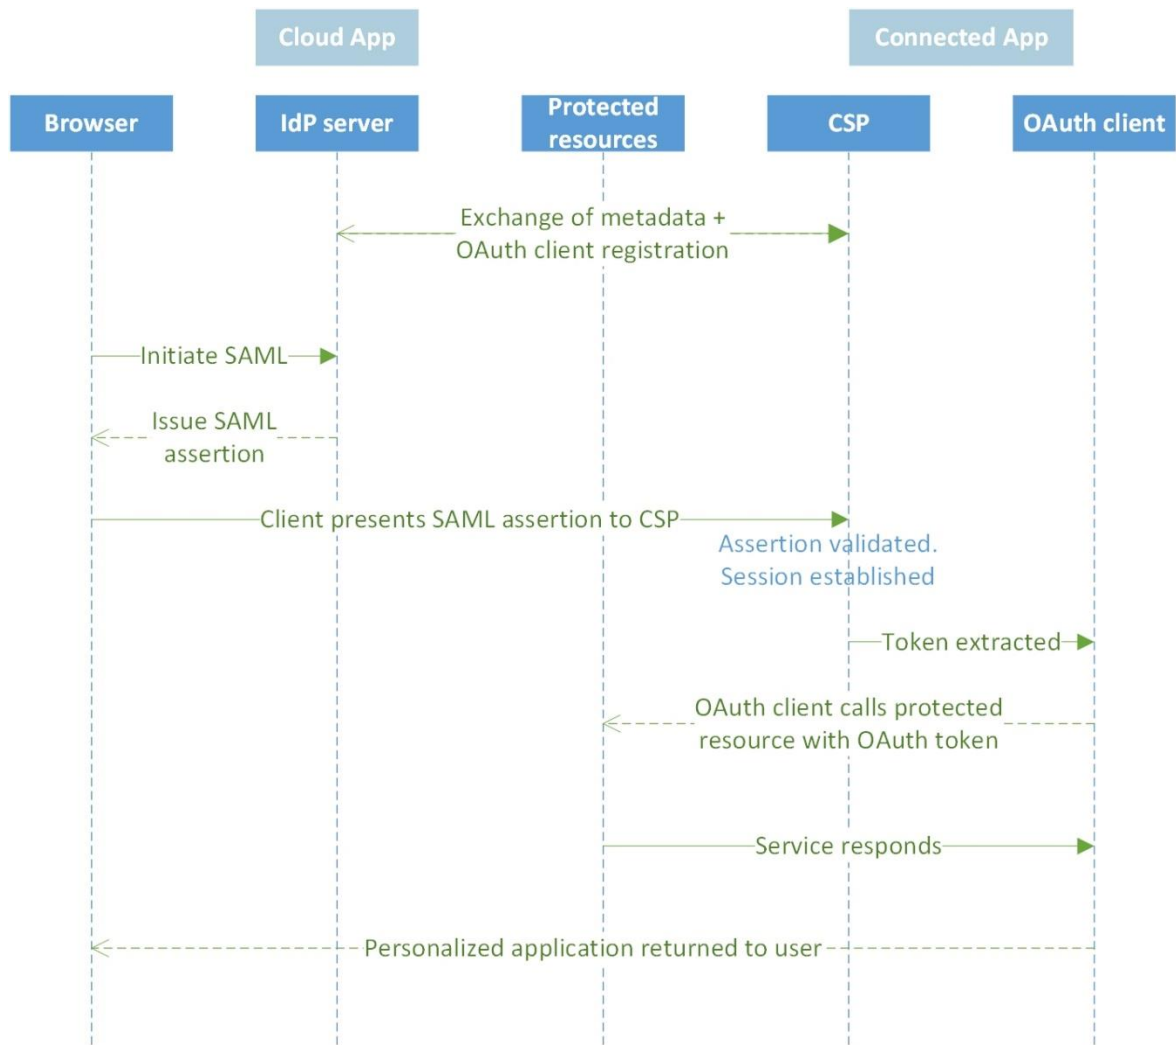 Cloud App
Connected App
Browser
IdP server
Protected
resources
CSP
OAuth client
Exchange of metadata +
OAuth client registration
Initiate SAML
Issue SAML
assertion
Client presents SAML assertion to CSP
Assertion validated.
Session established
Token extracted
OAuth client calls protected
resource with OAuth token
Service responds
Personalized application returned to user